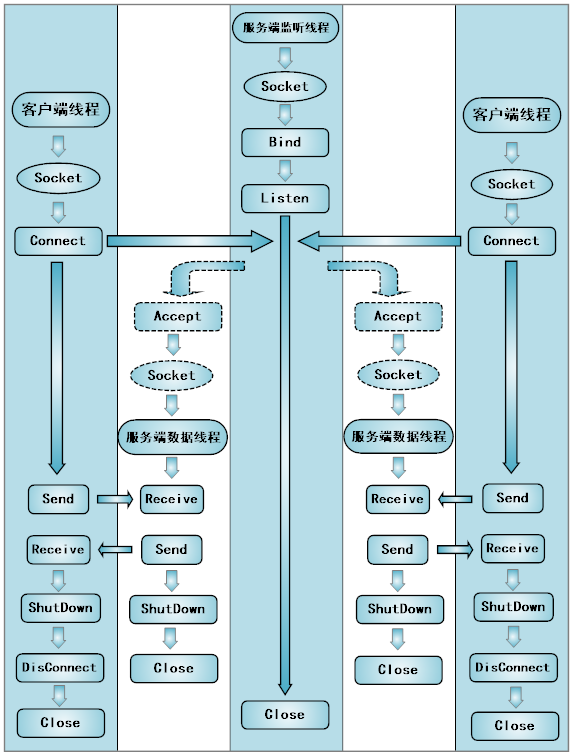 服务端监听线程
Socket
Bind
Listen
客户端线程
Socket
Connect
客户端线程
Socket
Connect
Accept
Socket
服务端数据线程
Accept
Socket
服务端数据线程
Send
Receive
Receive
Send
Receive
Send
Send
Receive
ShutDown
ShutDown
ShutDown
ShutDown
DisConnect
Close
Close
DisConnect
Close
Close
Close